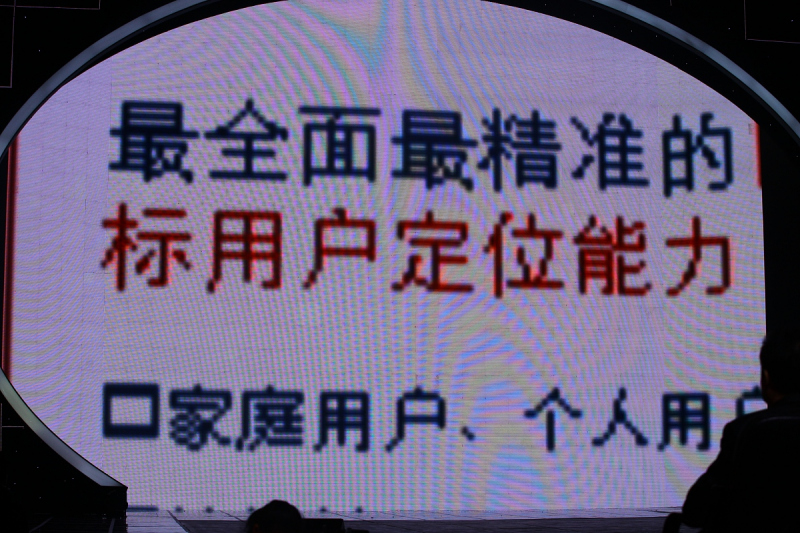 最全面最精准的
标用户定位能力
口家庭用户、个人用户